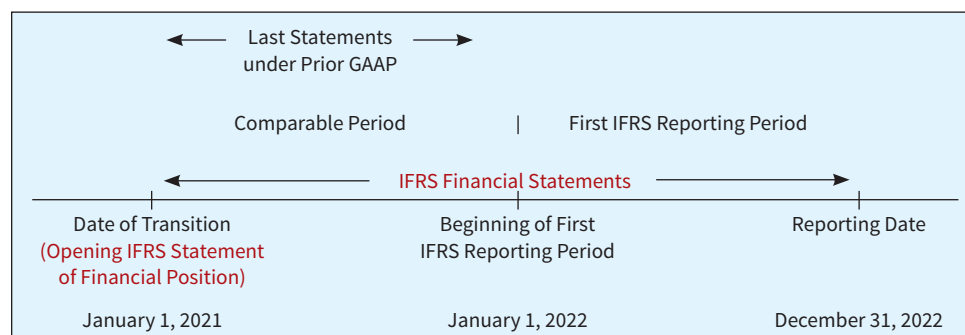 Last Statements
under Prior GAAP
Comparable Period | First IFRS Reporting Period
IFRS Financial Statements
Date of Transition
(Opening IFRS Statement
of Financial Position)
Beginning of First
IFRS Reporting Period
Reporting Date
January 1, 2021
January 1, 2022
December 31, 2022